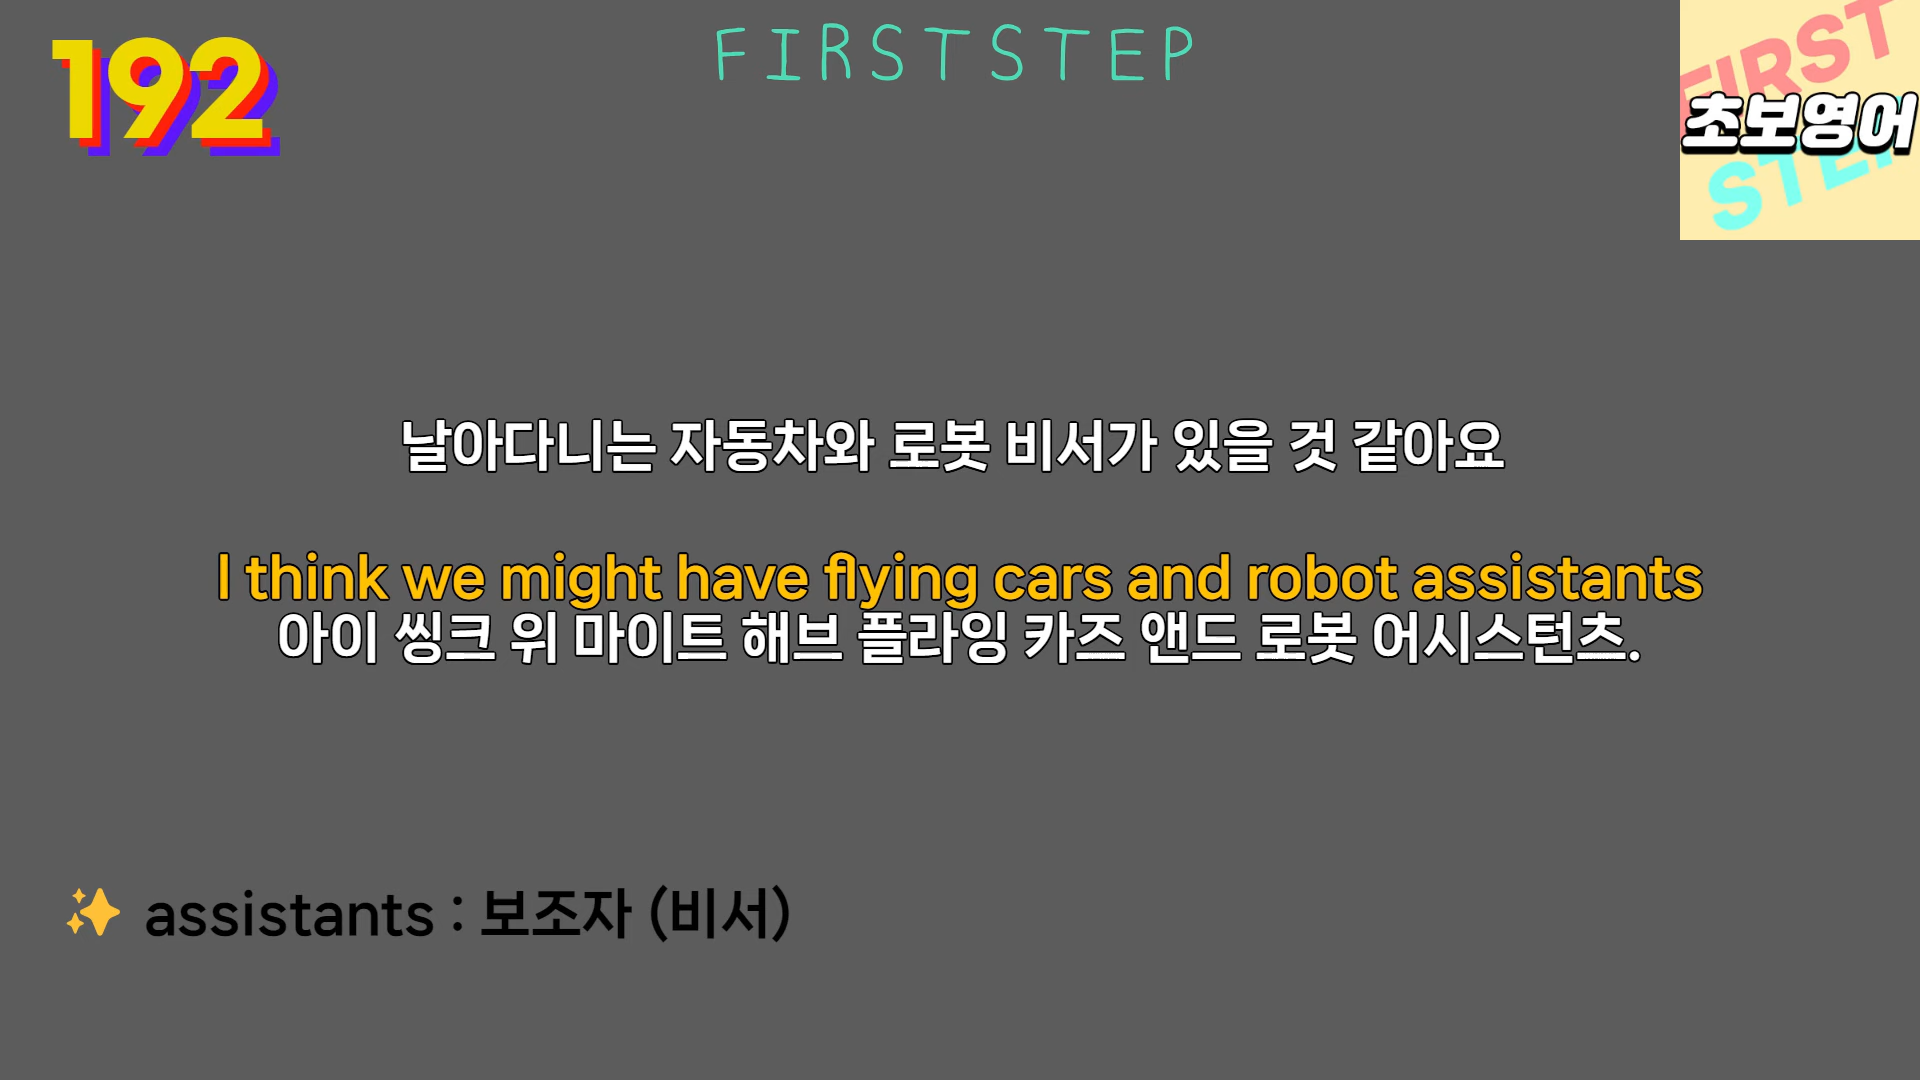 192
FIRSTSTEP
FIRST
초보영어
STEP
날아다니는 자동차와 로봇 비서가 있을 것 같아요
I think we might have flying cars and robot assistants
아이 씽크 위 마이트 해브 플라잉 카즈 앤드 로봇 어시스턴츠.
assistants : 보조자 (비서)